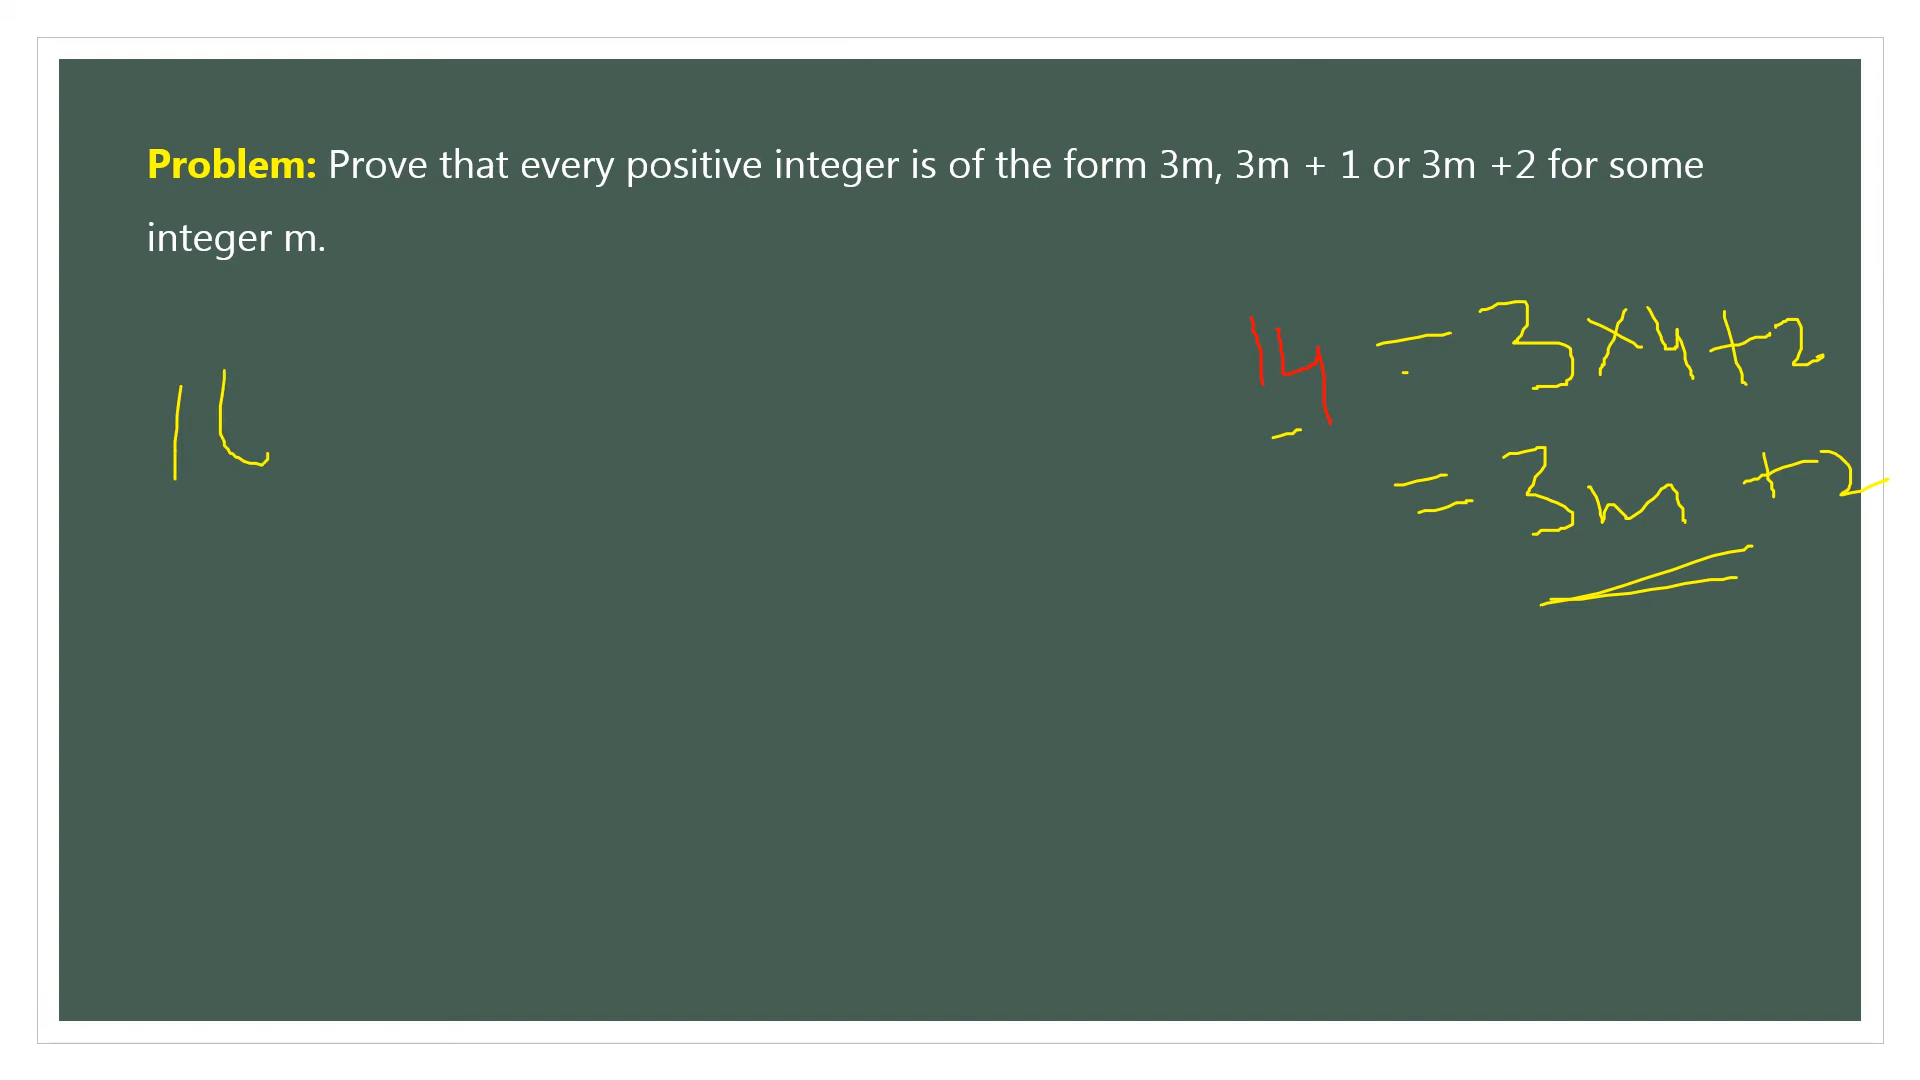 Problem: Prove that every positive integer is of the form 3m, 3m + 1 or 3m +2 for some
integer m.
14 = 3×4+2
= 3m +2